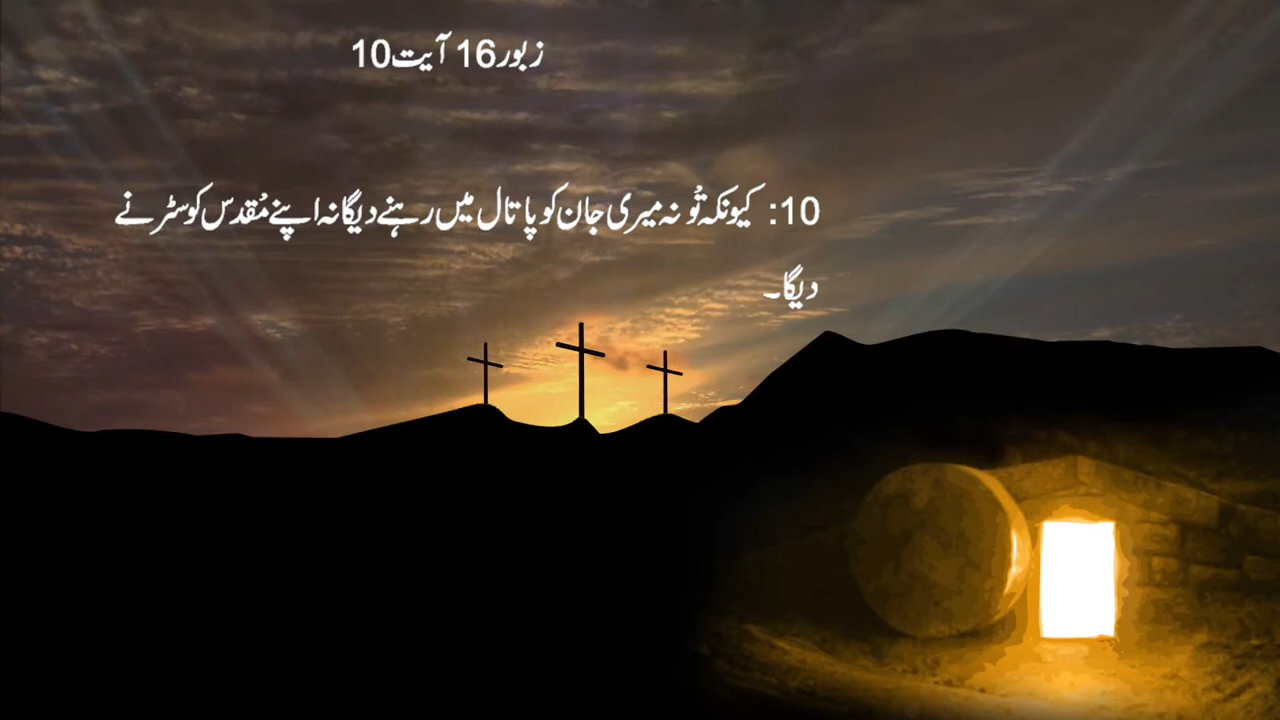 زبور 16 آیت 10
10: کیونکہ تُو نہ میری جان کو پاتال میں رہنے دیگا نہ اپنے مُقدس کو سڑنے
دیگا۔